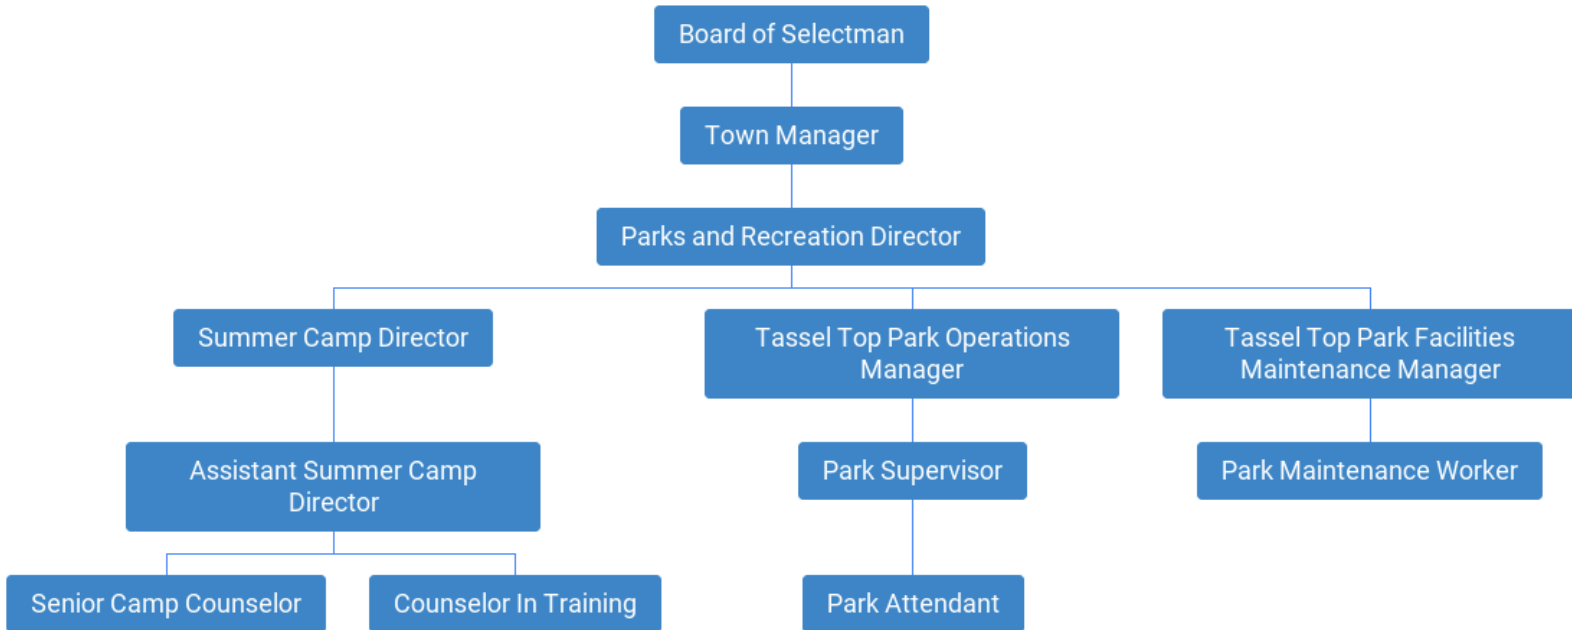 Board of Selectman
Town Manager
Parks and Recreation Director
Summer Camp Director
Tassel Top Park Operations
Manager
Tassel Top Park Facilities
Maintenance Manager
Assistant Summer Camp
Director
Park Supervisor
Park Maintenance Worker
Senior Camp Counselor
Counselor In Training
Park Attendant